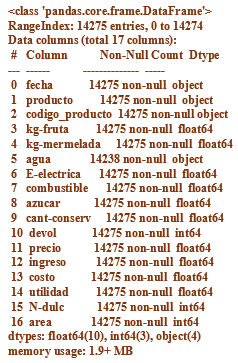 <class 'pandas.core.frame.DataFrame'>
RangeIndex: 14275 entries, 0 to 14274
Data columns (total 17 columns):
# Column Non-Null Count Dtype
--- ------ -------------- -----
0 fecha 14275 non-null object
1 producto 14275 non-null object
2 codigo_producto 14275 non-null object
3 kg-fruta 14275 non-null float64
4 kg-mermelada 14275 non-null float64
5 agua 14238 non-null object
6 E-electrica 14275 non-null float64
7 combustible 14275 non-null float64
8 azucar 14275 non-null float64
9 cant-conserv 14275 non-null float64
10 devol 14275 non-null int64
11 precio 14275 non-null float64
12 ingreso 14275 non-null float64
13 costo 14275 non-null float64
14 utilidad 14275 non-null float64
15 N-dulc 14275 non-null int64
16 area 14275 non-null int64
dtypes: float64(10), int64(3), object(4)
memory usage: 1.9+ MB